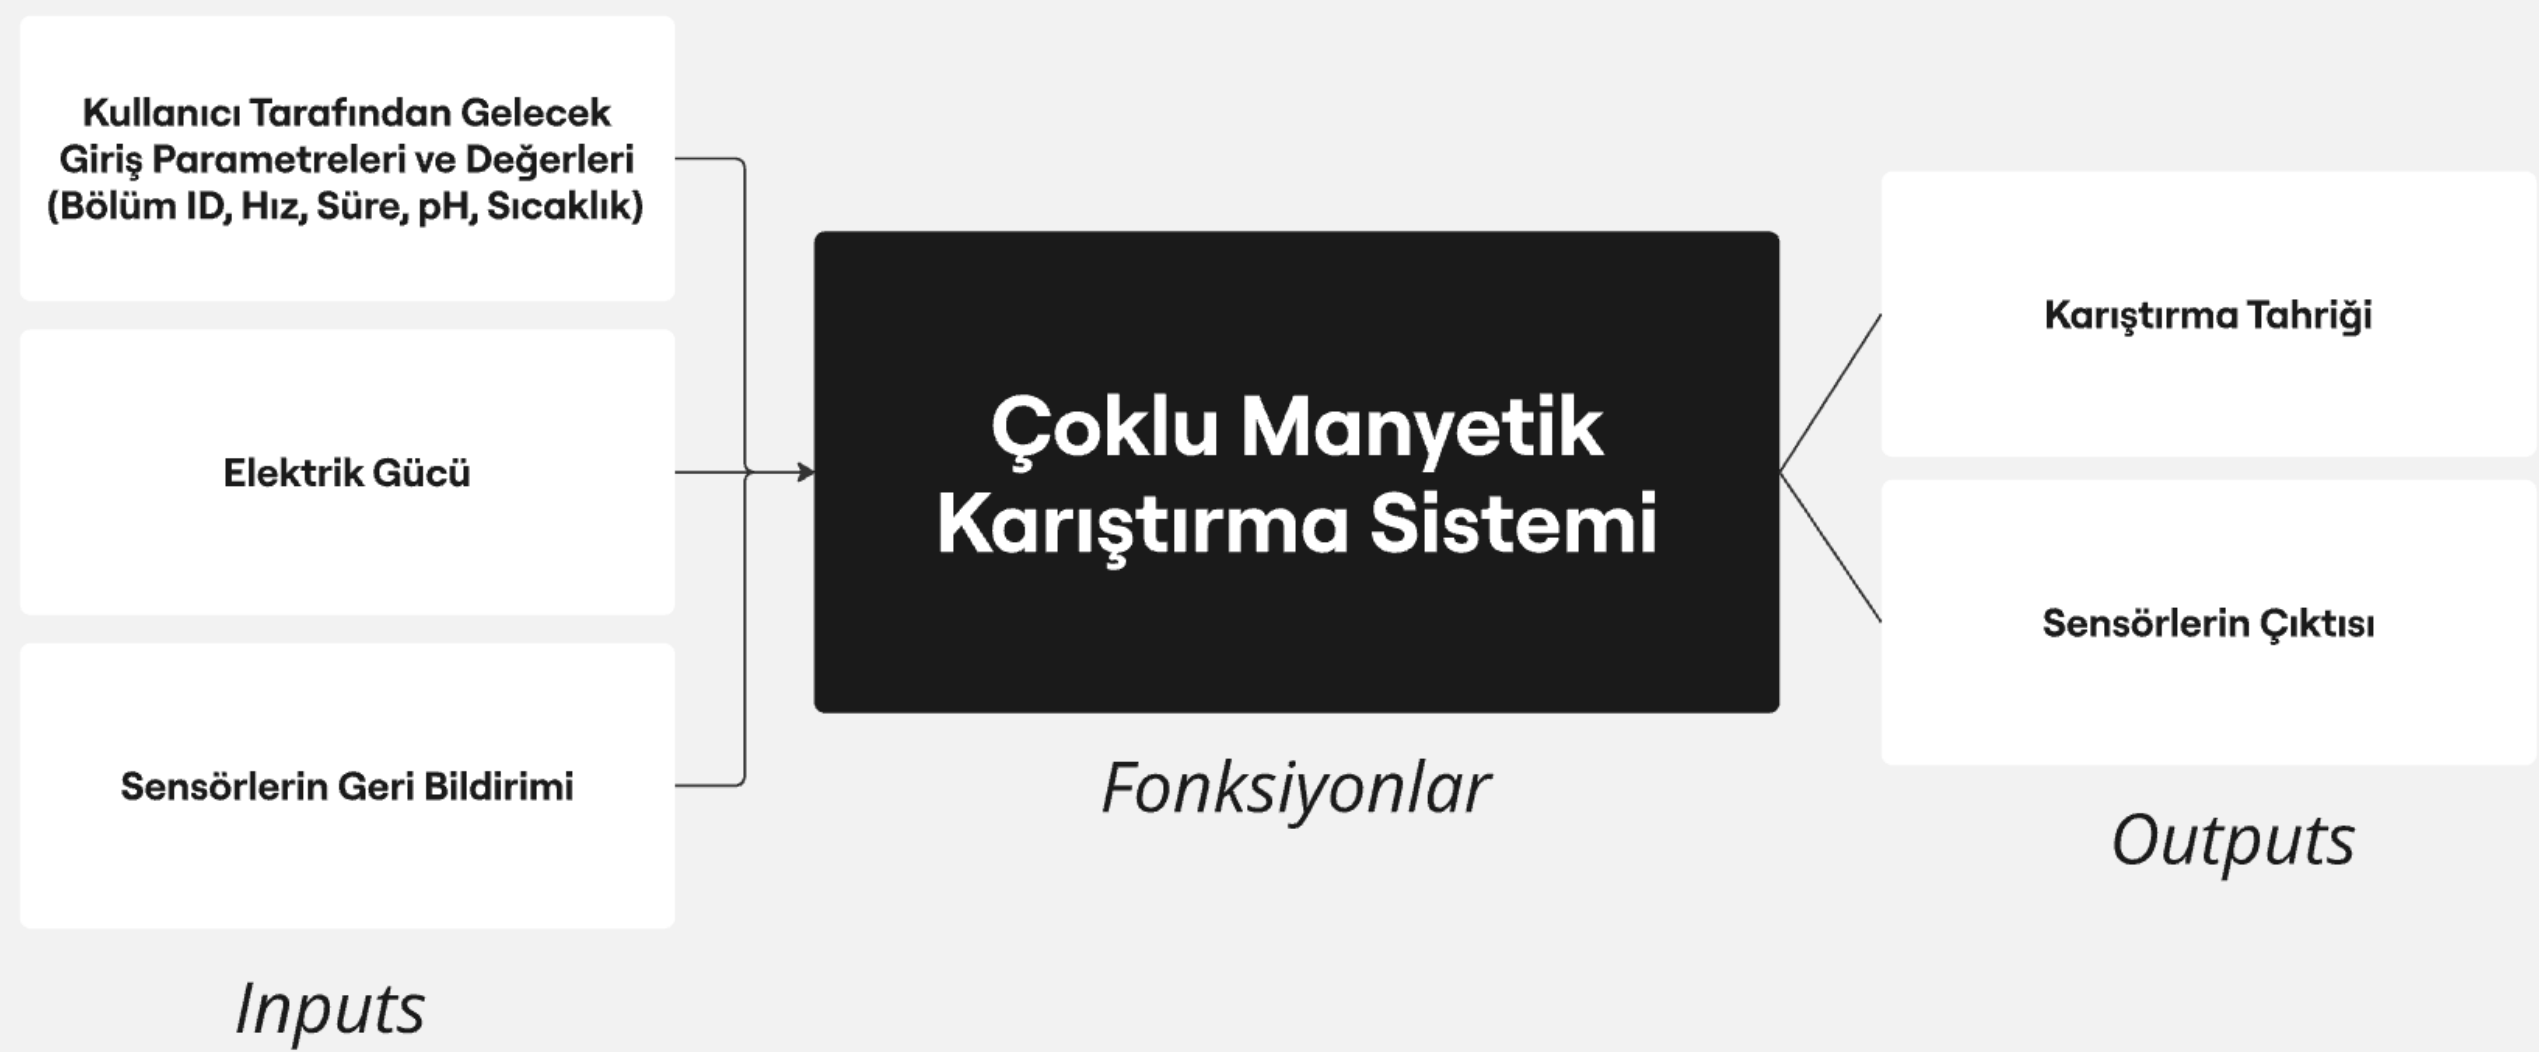 Kullanıcı Tarafından Gelecek
Giriş Parametreleri ve Değerleri
(Bölüm ID, Hız, Süre, pH, Sıcaklık)
Elektrik Gücü
Sensörlerin Geri Bildirimi
Inputs
Çoklu Manyetik
Karıştırma Sistemi
Fonksiyonlar
Karıştırma Tahriği
Sensörlerin Çıktısı
Outputs